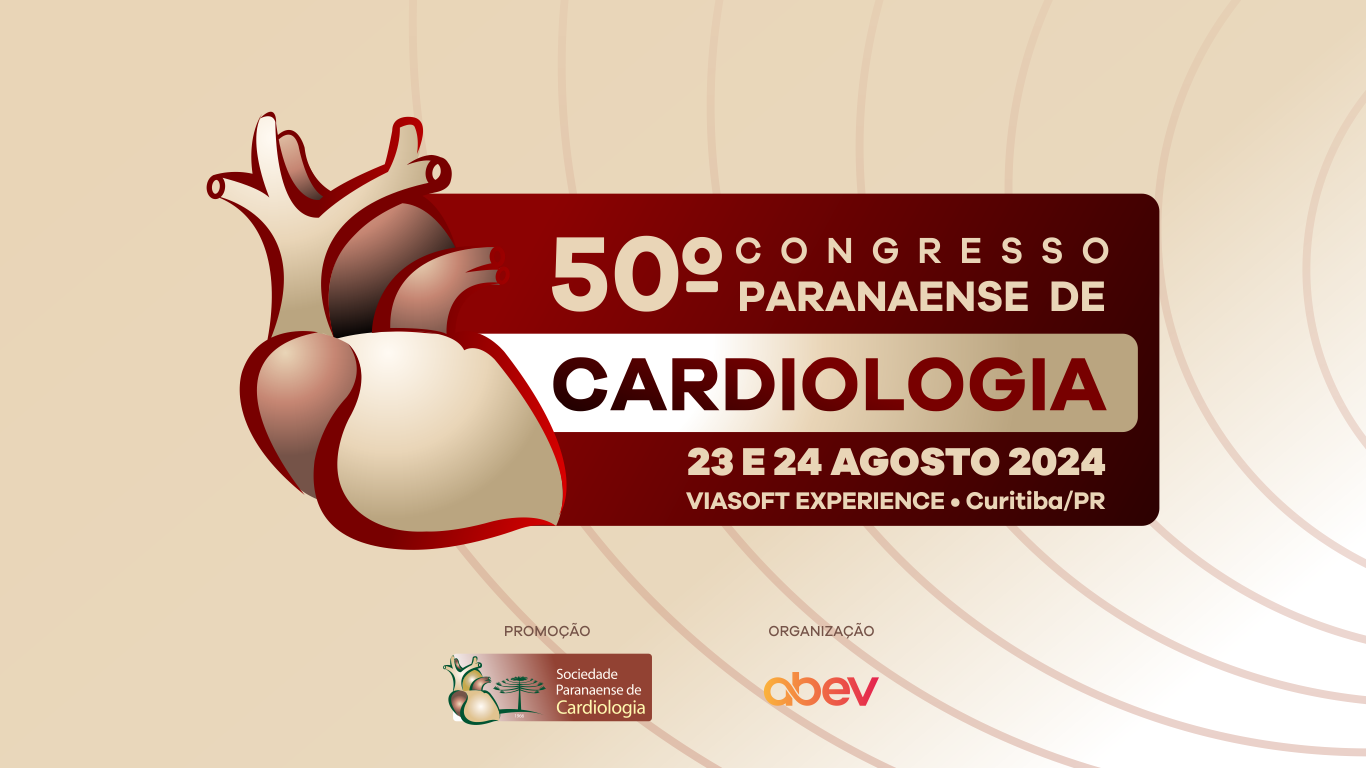 50º CONGRESSO
PARANAENSE DE
CARDIOLOGIA
23 E 24 AGOSTO 2024
VIASOFT EXPERIENCE • Curitiba/PR
PROMOÇÃO
Sociedade
Paranaense de
Cardiologia
ORGANIZAÇÃO
abev